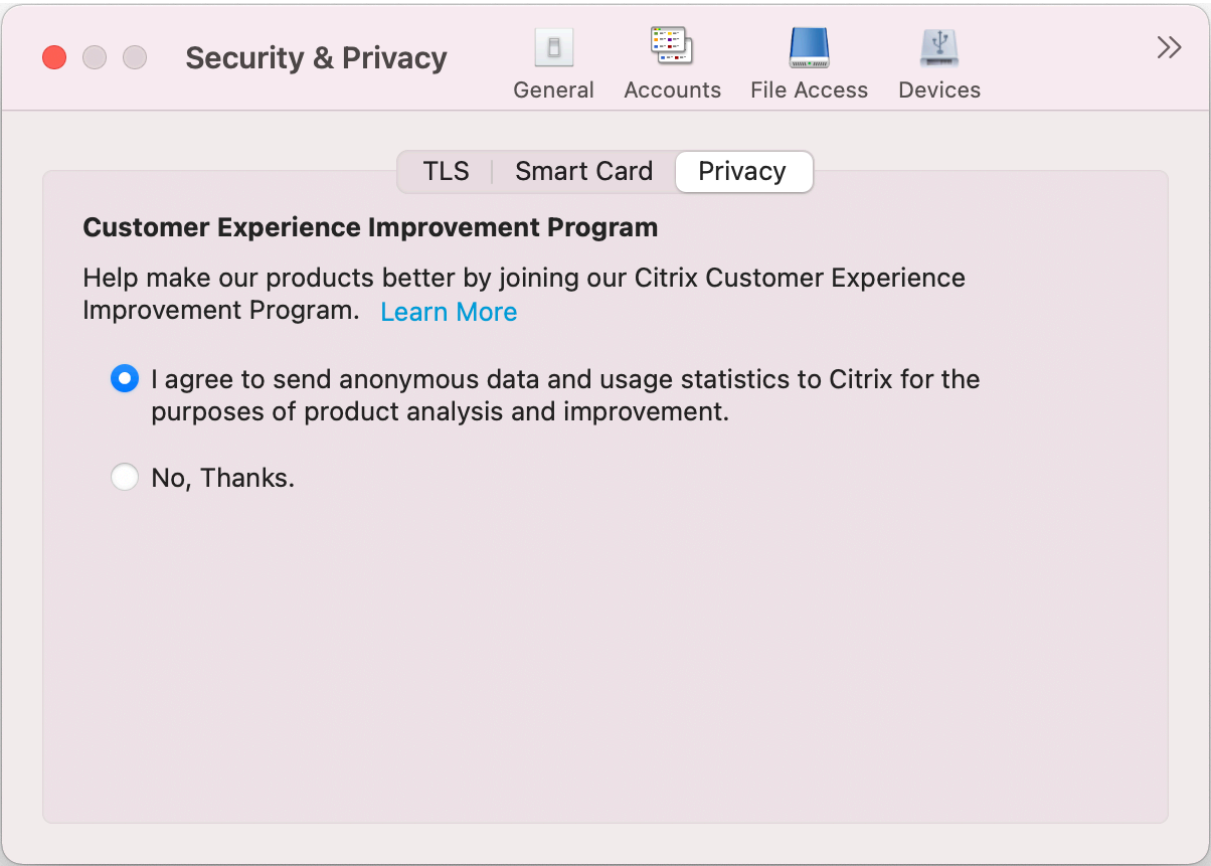 Security & Privacy
General Accounts File Access Devices
TLS Smart Card Privacy
Customer Experience Improvement Program
Help make our products better by joining our Citrix Customer Experience
Improvement Program. Learn More
I agree to send anonymous data and usage statistics to Citrix for the
purposes of product analysis and improvement.
No, Thanks.